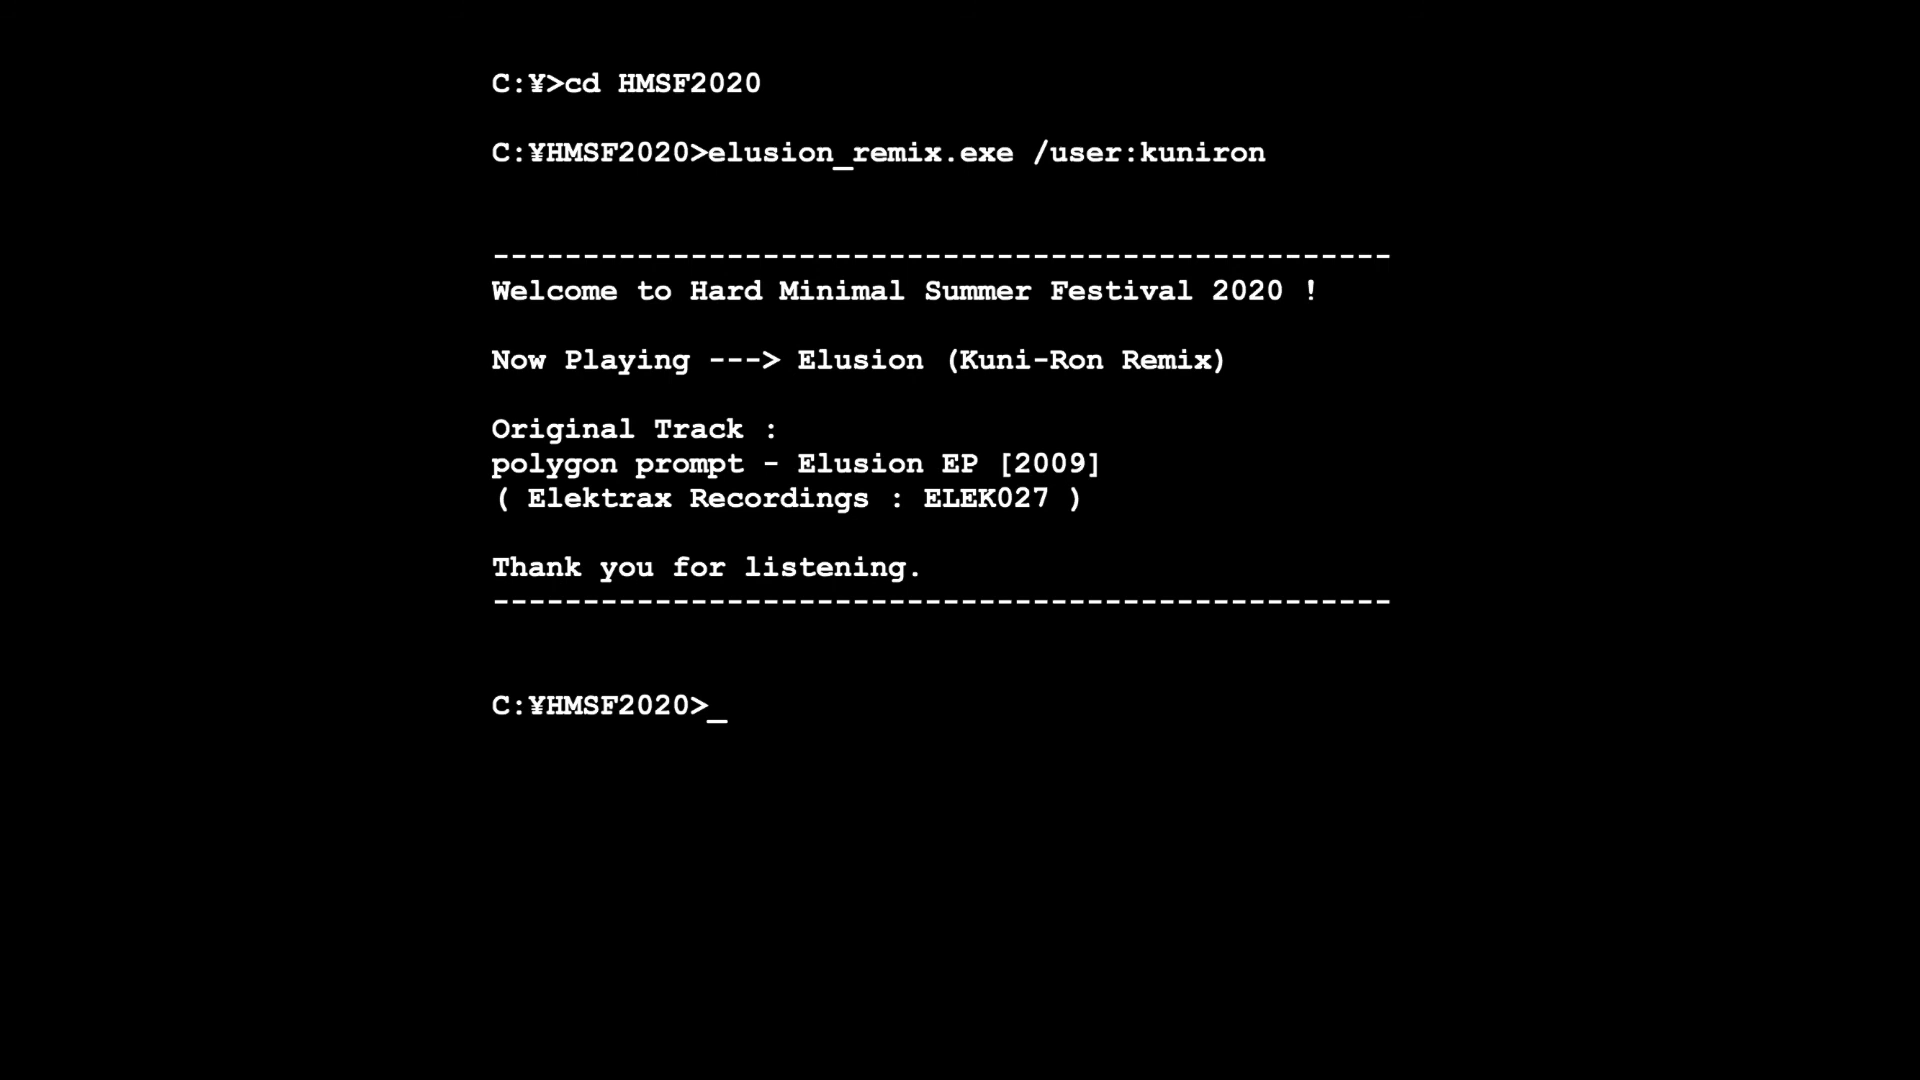 C:¥>cd HMSF2020
C:¥HMSF2020>elusion_remix.exe /user:kuniron
--------------------------------------------------
Welcome to Hard Minimal Summer Festival 2020 !
Now Playing ---> Elusion (Kuni-Ron Remix)
Original Track :
polygon prompt - Elusion EP [2009]
( Elektrax Recordings : ELEK027 )
Thank you for listening.
--------------------------------------------------
C:¥HMSF2020>_